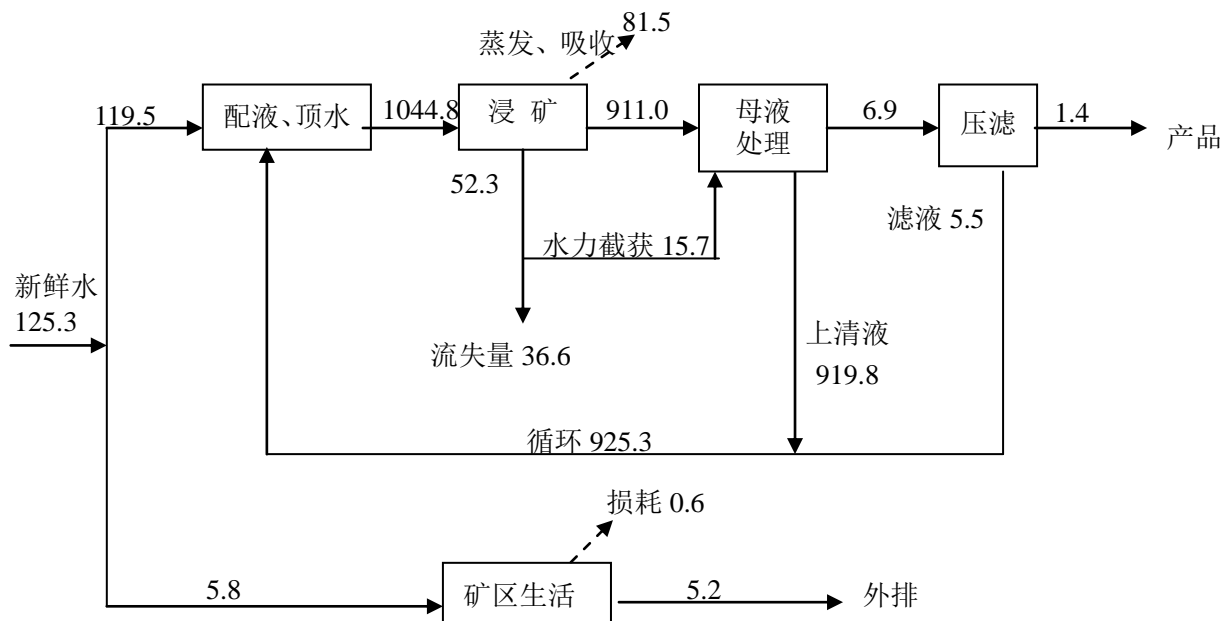 81.5
蒸发、吸收
119.5
配液、顶水
1044.8
浸 矿
911.0
母液
处理
6.9
压滤
1.4
产品
52.3
滤液 5.5
水力截获 15.7
新鲜水
125.3
流失量 36.6
上清液
919.8
循环 925.3
损耗 0.6
5.8
矿区生活
5.2
外排